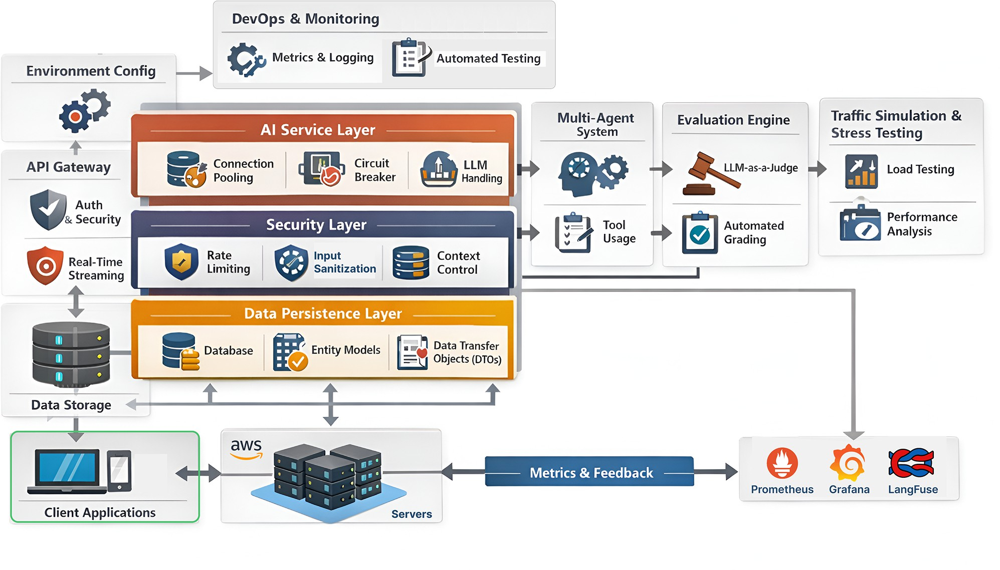 DevOps & Monitoring
Metrics & Logging
Automated Testing
Environment Config
API Gateway
Auth
& Security
Real-Time
Streaming
AI Service Layer
Connection
Pooling
Circuit
Breaker
LLM
Handling
Security Layer
Rate
Limiting
Input
Sanitization
Context
Control
Data Persistence Layer
Database
Entity Models
Data Transfer
Objects (DTOs)
Multi-Agent
System
Tool
Usage
Evaluation Engine
LLM-as-a-Judge
Automated
Grading
Traffic Simulation &
Stress Testing
Load Testing
Performance
Analysis
Data Storage
Client Applications
aws
Servers
Metrics & Feedback
Prometheus
Grafana
LangFuse